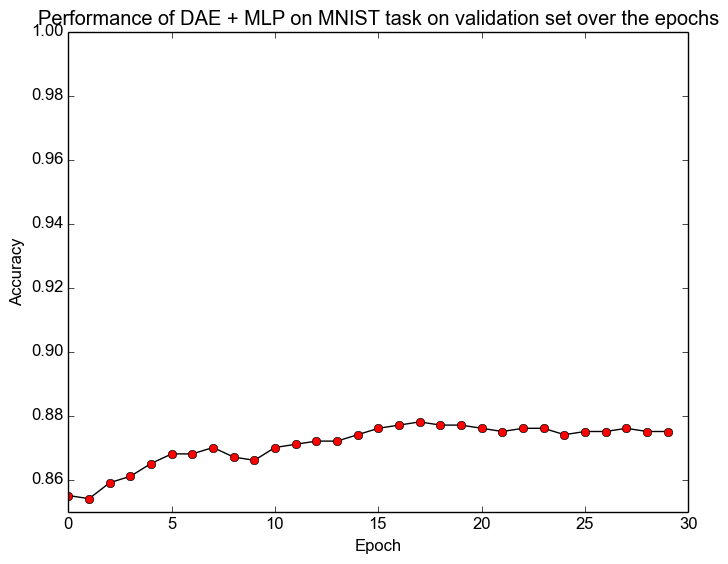 Performance of DAE + MLP on MNIST task on validation set over the epochs
1.00
0.98
0.96
0.94
0.92
0.90
0.88
0.86
Accuracy
0 5 10 15 20 25 30
Epoch